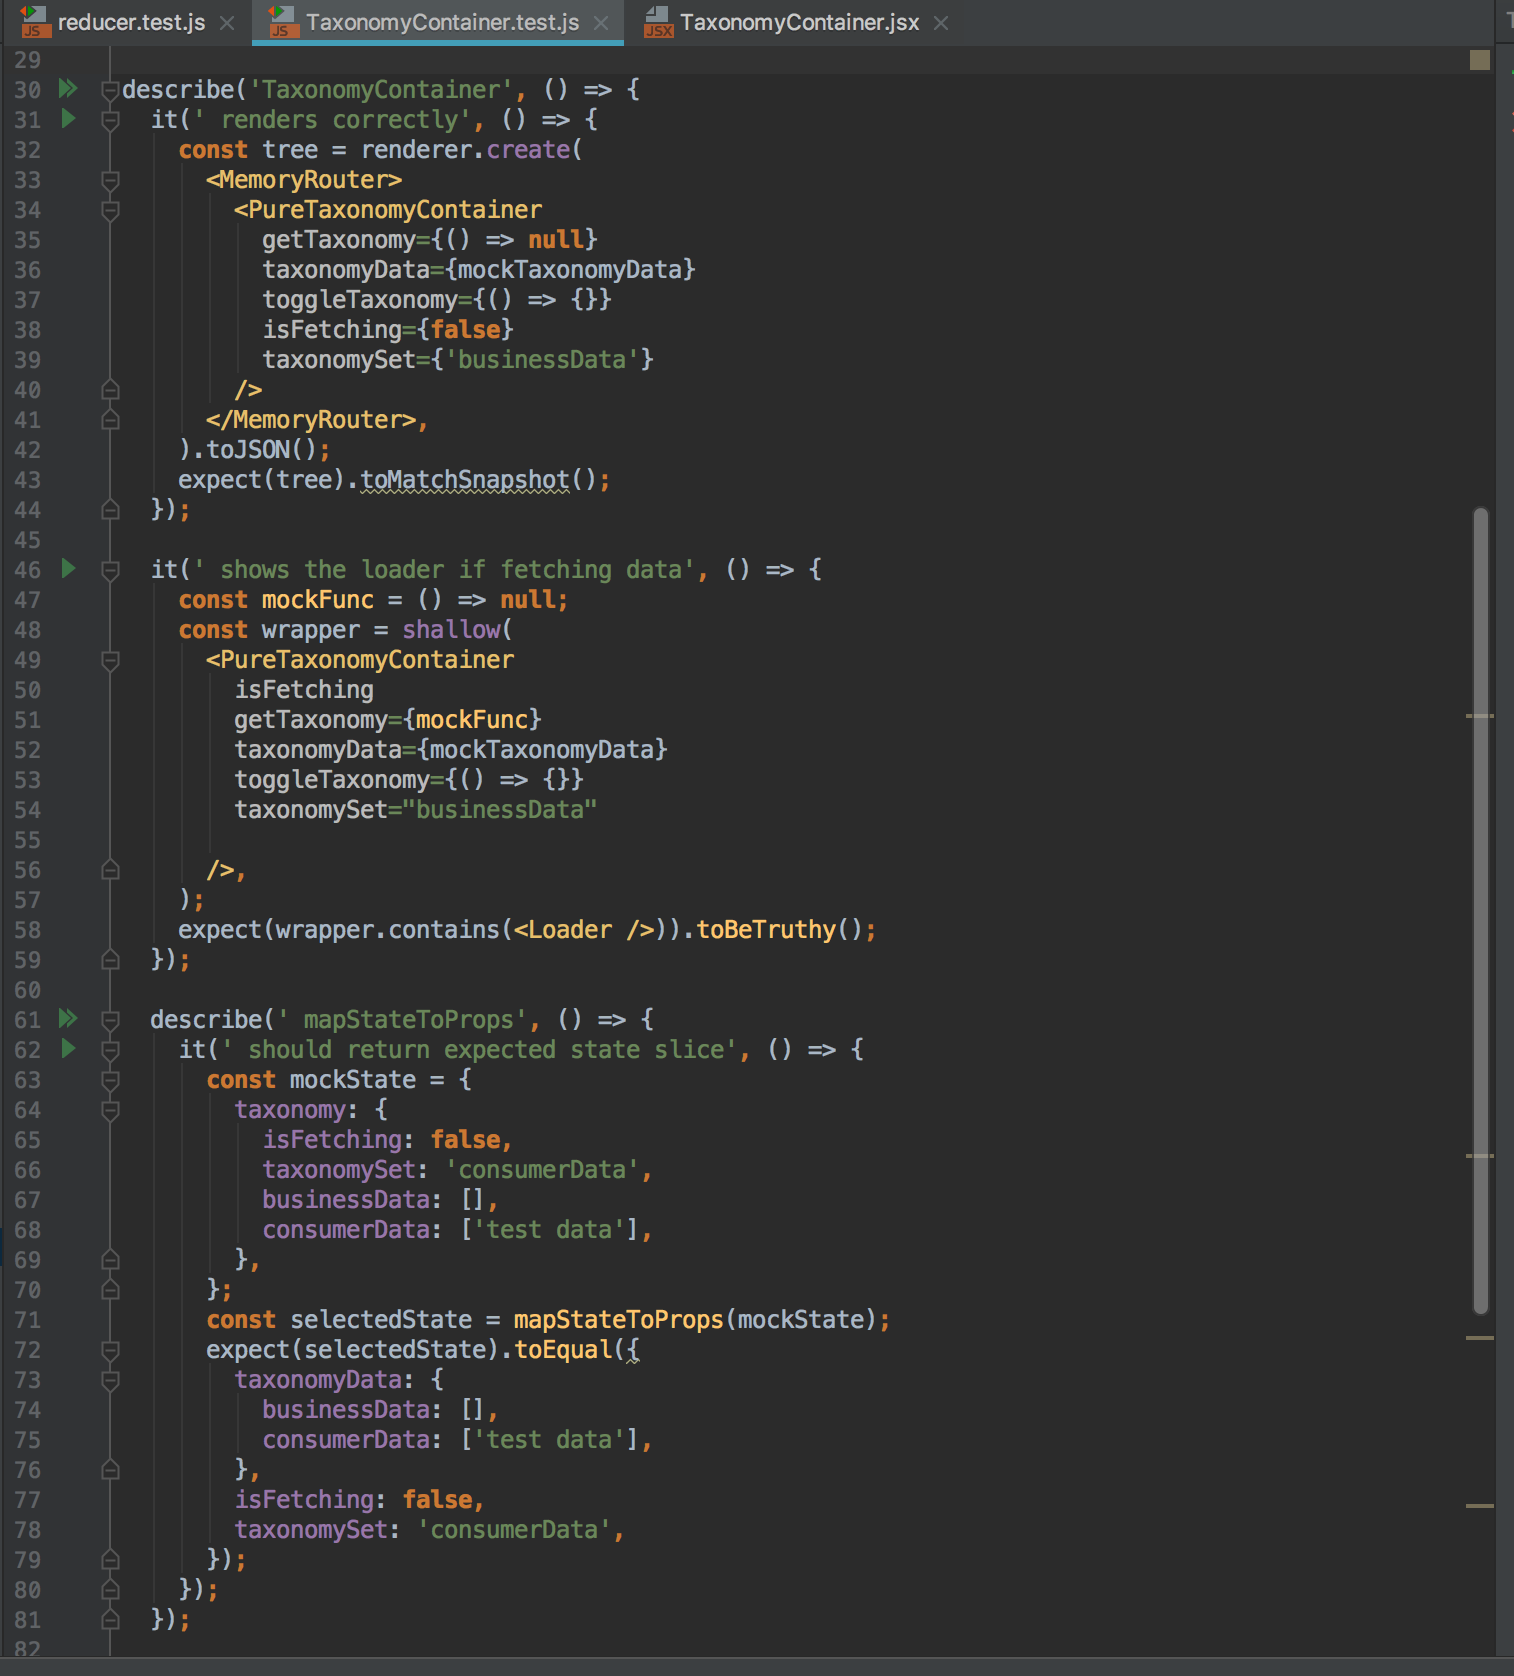 reducer.test.js TaxonomyContainer.test.js TaxonomyContainer.jsx
29
30 describe('TaxonomyContainer', () => {
31   it(' renders correctly', () => {
32     const tree = renderer.create(
33       <MemoryRouter>
34         <PureTaxonomyContainer
35           getTaxonomy={() => null}
36           taxonomyData={mockTaxonomyData}
37           toggleTaxonomy={() => {}}
38           isFetching={false}
39           taxonomySet={'businessData'}
40         />
41       </MemoryRouter>,
42     ).toJSON();
43     expect(tree).toMatchSnapshot();
44   });
45
46   it(' shows the loader if fetching data', () => {
47     const mockFunc = () => null;
48     const wrapper = shallow(
49       <PureTaxonomyContainer
50         isFetching
51         getTaxonomy={mockFunc}
52         taxonomyData={mockTaxonomyData}
53         toggleTaxonomy={() => {}}
54         taxonomySet="businessData"
55
56       />,
57     );
58     expect(wrapper.contains(<Loader />)).toBeTruthy();
59   });
60
61   describe(' mapStateToProps', () => {
62     it(' should return expected state slice', () => {
63       const mockState = {
64         taxonomy: {
65           isFetching: false,
66           taxonomySet: 'consumerData',
67           businessData: [],
68           consumerData: ['test data'],
69         },
70       };
71       const selectedState = mapStateToProps(mockState);
72       expect(selectedState).toEqual({
73         taxonomyData: {
74           businessData: [],
75           consumerData: ['test data'],
76         },
77         isFetching: false,
78         taxonomySet: 'consumerData',
79       });
80     });
81   });
82